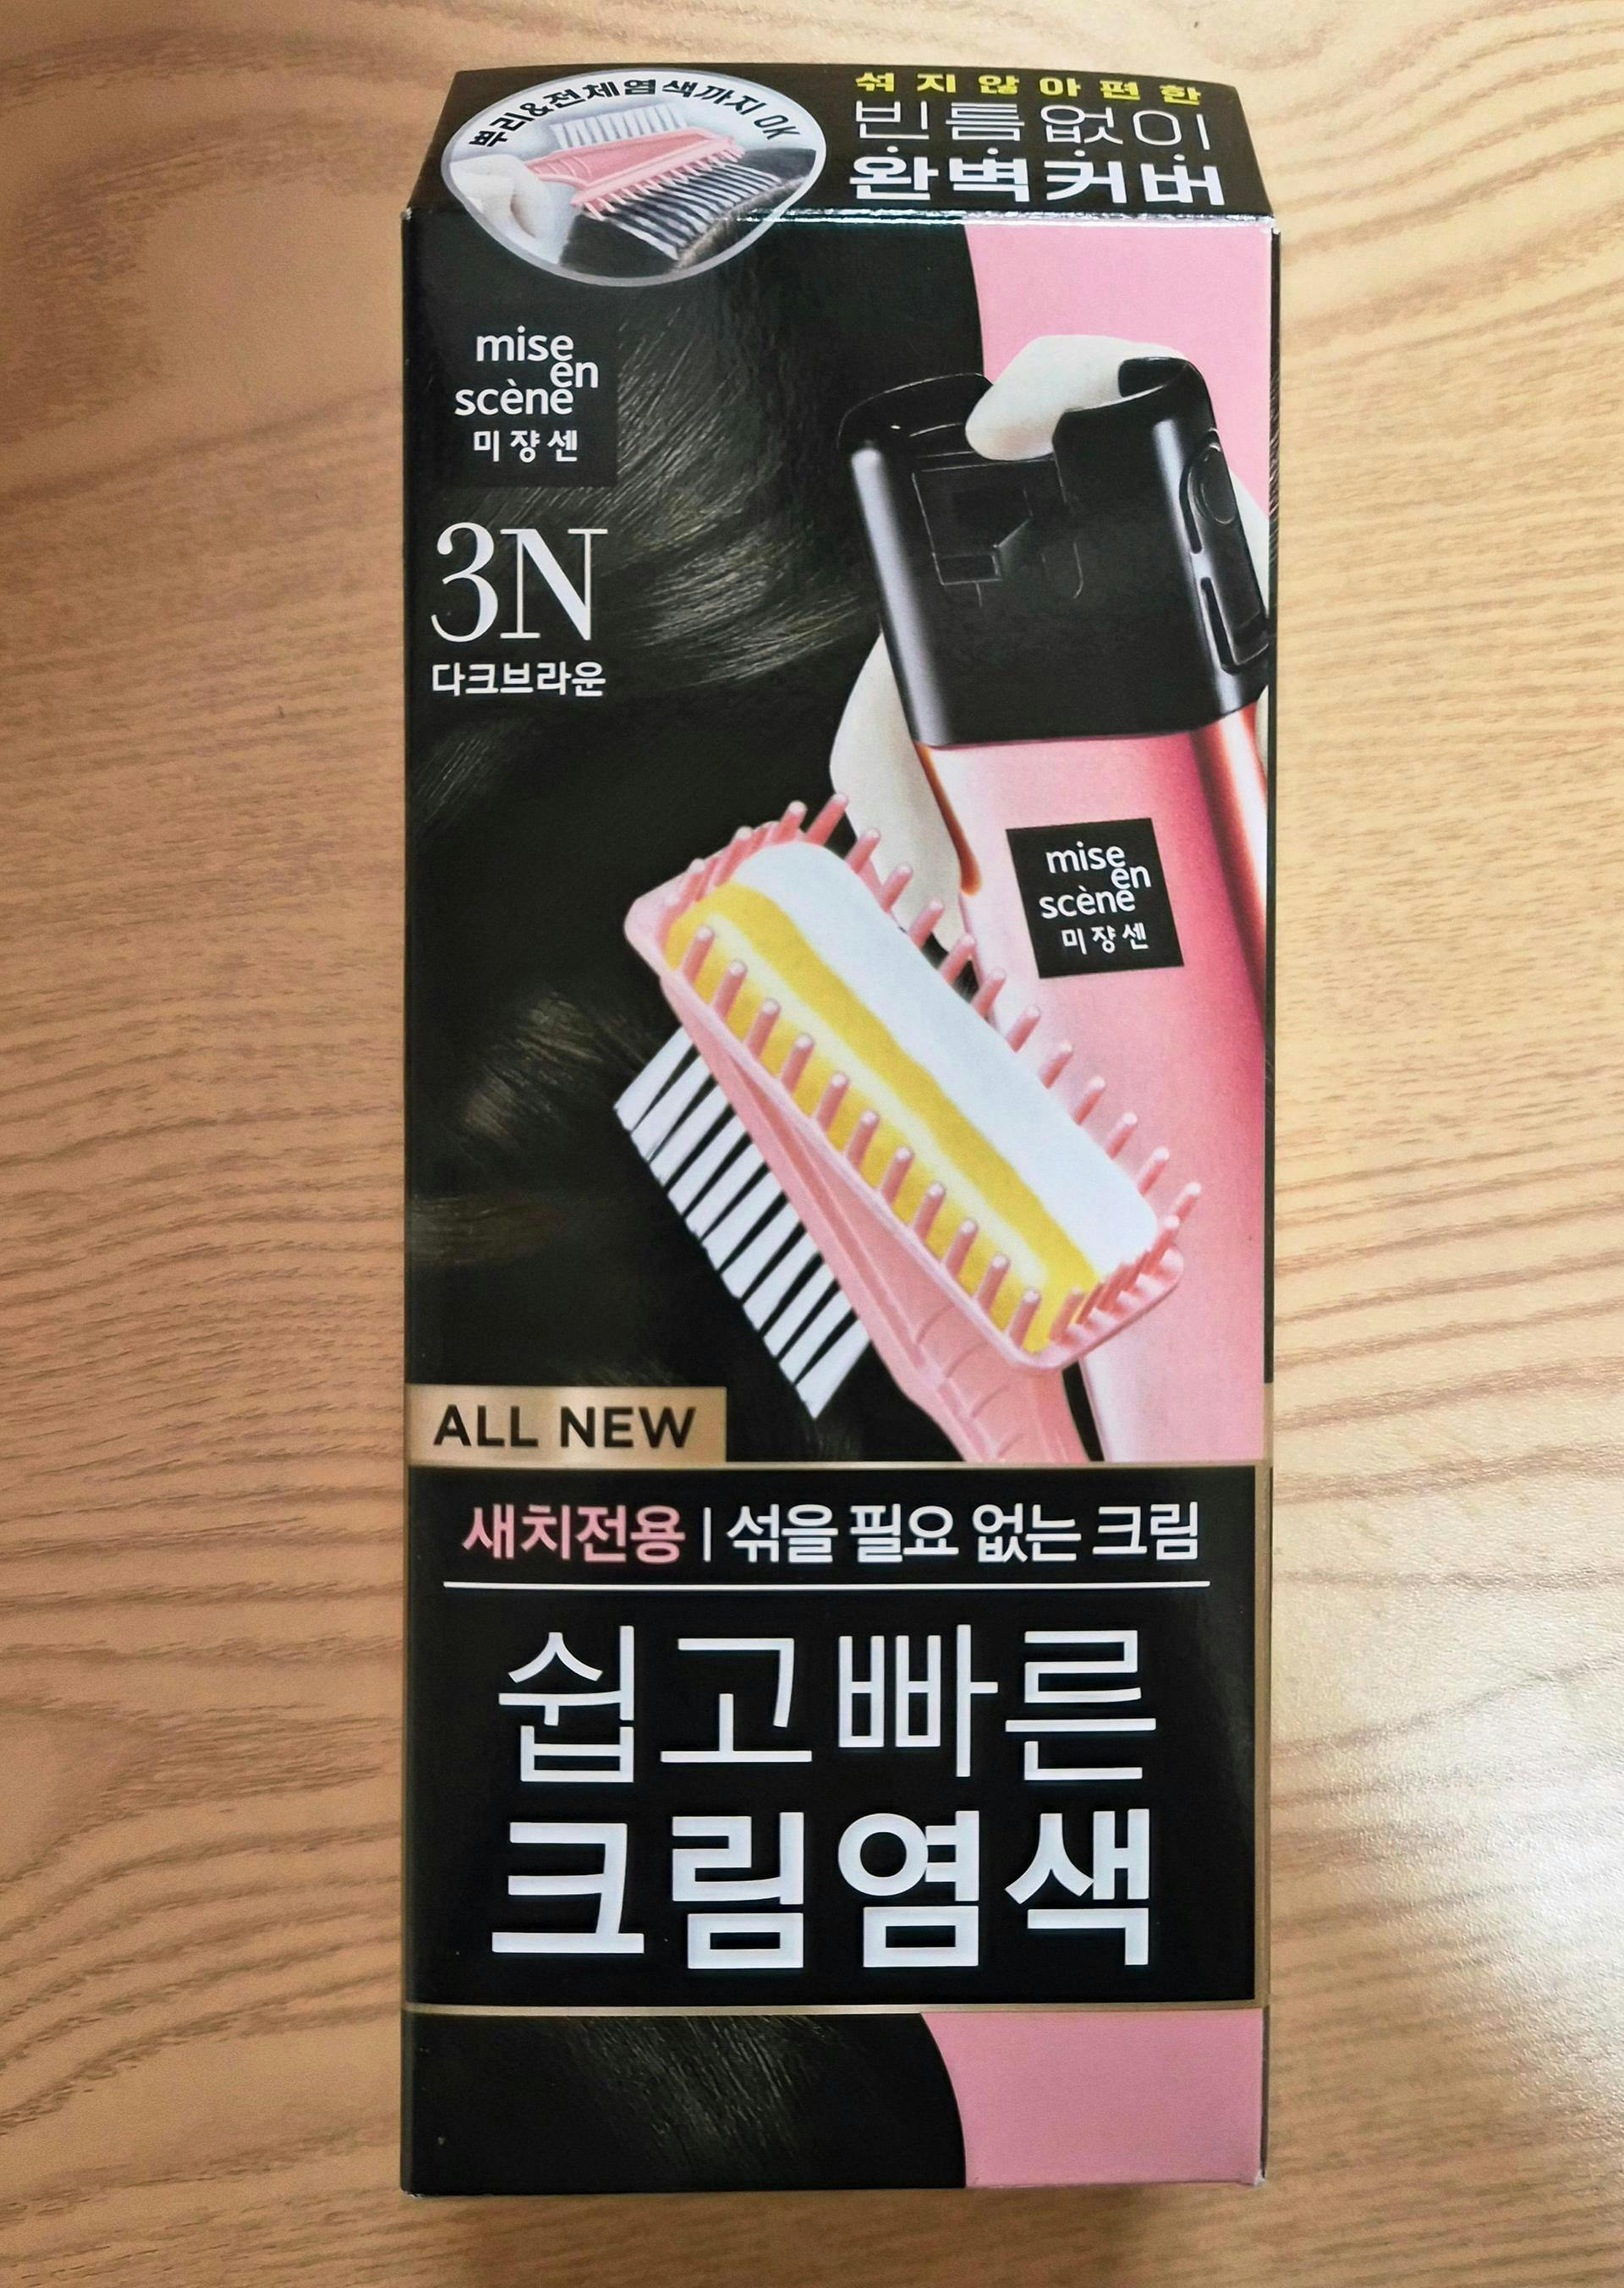 뿌리&전체염색까지 OK
섞지않아편한
빈틈없이
완벽커버
mise
en
scène
미쟝센
3N
다크브라운
mise
en
scène
미쟝센
ALL NEW
새치전용 | 섞을 필요 없는 크림
쉽고빠른
크림염색